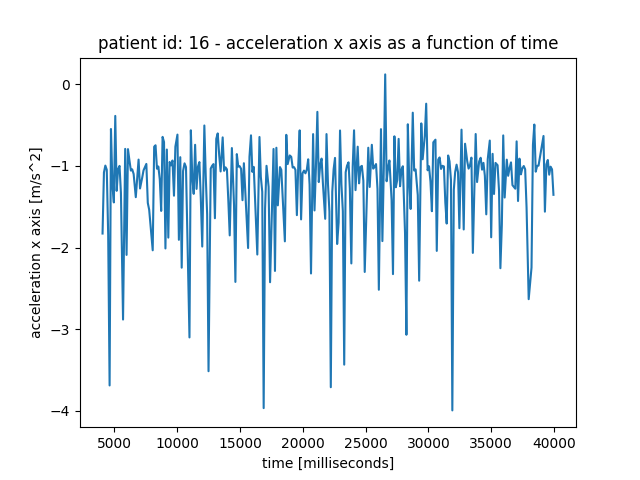 patient id: 16 - acceleration x axis as a function of time
acceleration x axis [m/s^2]
0
−1
−2
−3
−4
5000 10000 15000 20000 25000 30000 35000 40000
time [milliseconds]